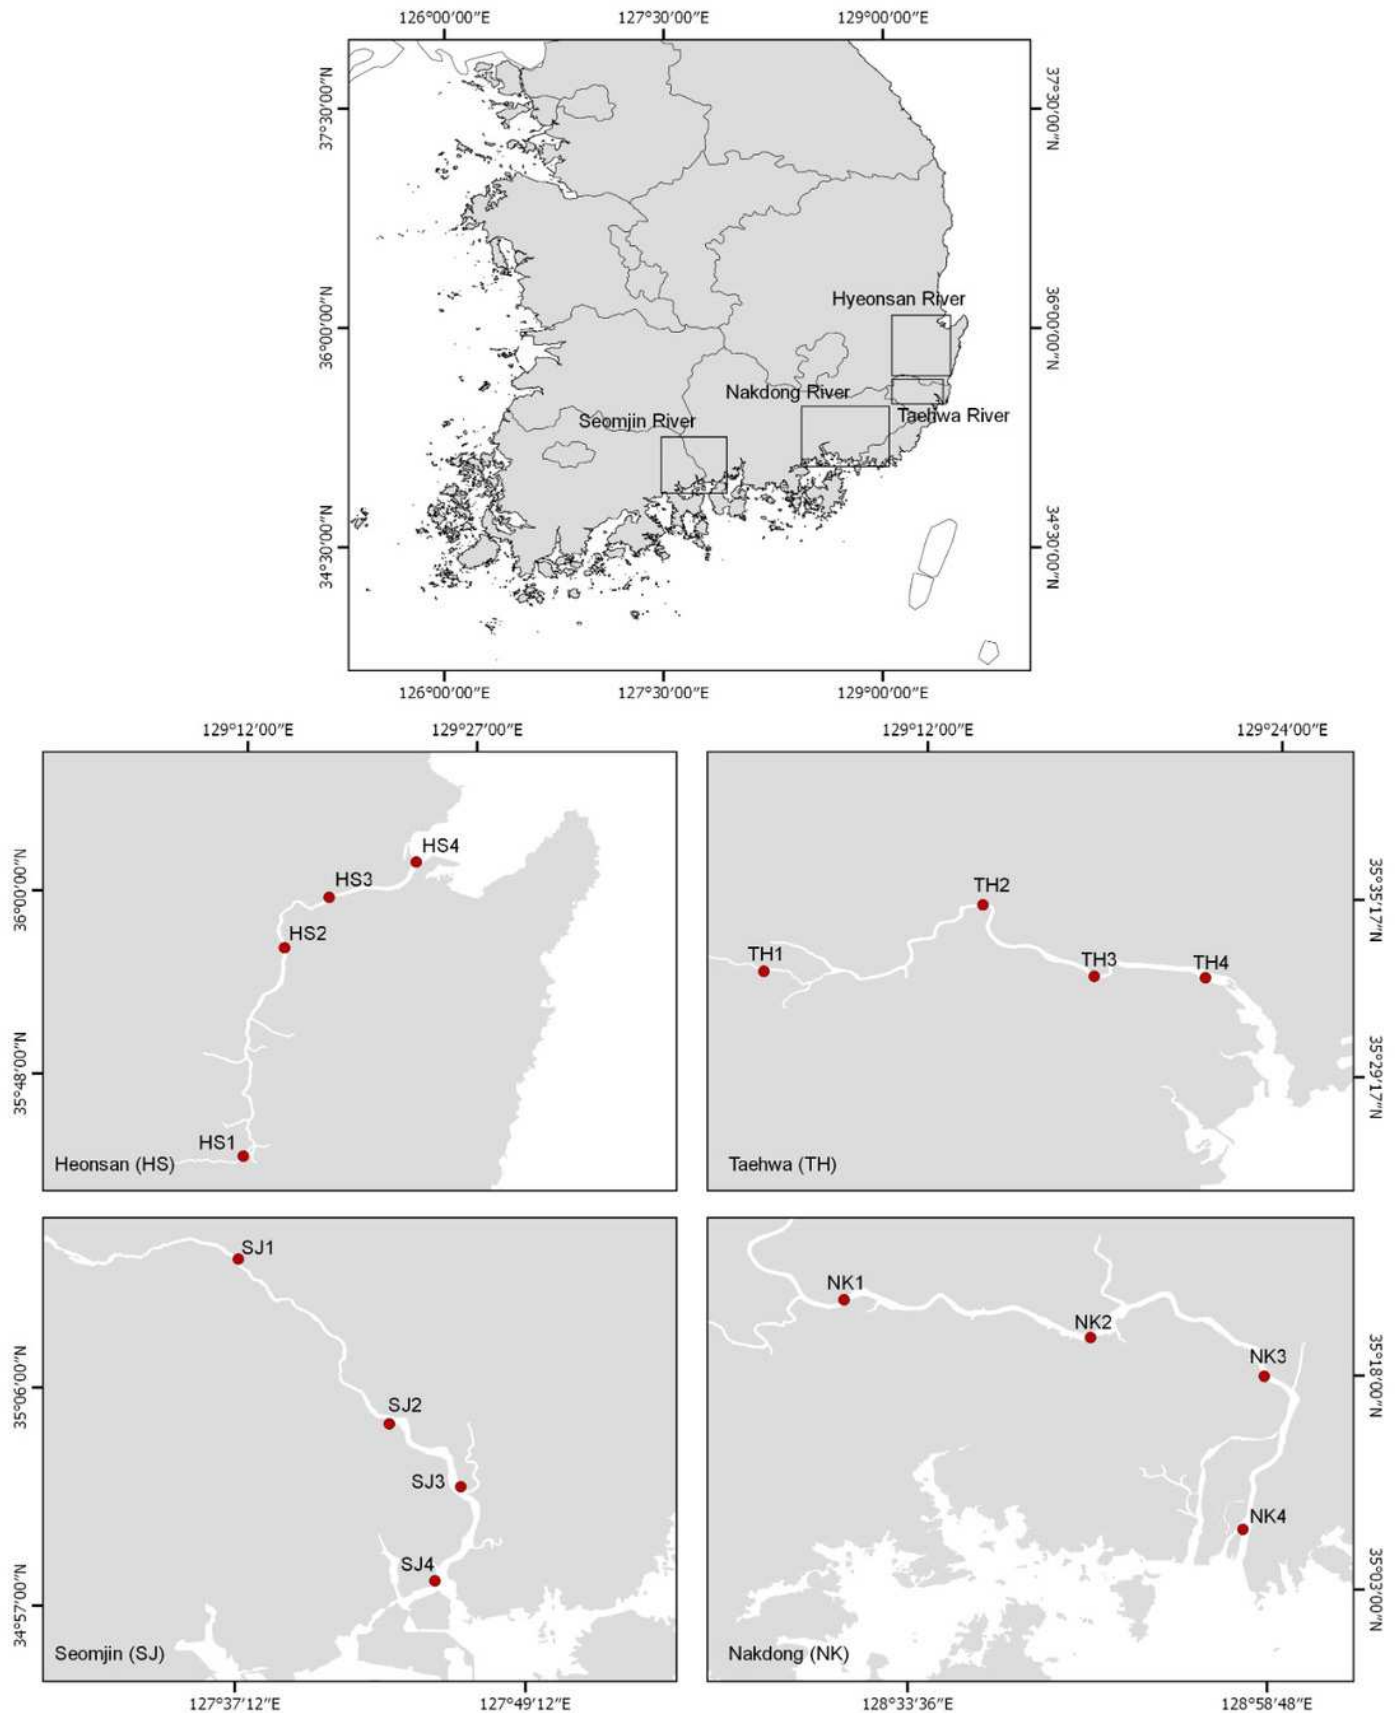 126°00'00"E 127°30'00"E 129°00'00"E
37°30'00"N
37°30'00"N
Hyeonsan River
36°00'00"N
36°00'00"N
Nakdong River
Taehwa River
Seomjin River
34°30'00"N
34°30'00"N
126°00'00"E 127°30'00"E 129°00'00"E
129°12'00"E 129°27'00"E
HS4
HS3
36°00'00"N
HS2
35°48'00"N
HS1
Heonsan (HS)
129°12'00"E 129°24'00"E
TH2
35°35'17"N
TH1
TH3
TH4
35°29'17"N
Taehwa (TH)
SJ1
35°06'00"N
SJ2
SJ3
SJ4
34°57'00"N
Seomjin (SJ)
127°37'12"E 127°49'12"E
NK1
NK2
NK3
35°18'00"N
NK4
35°03'00"N
Nakdong (NK)
128°33'36"E 128°58'48"E